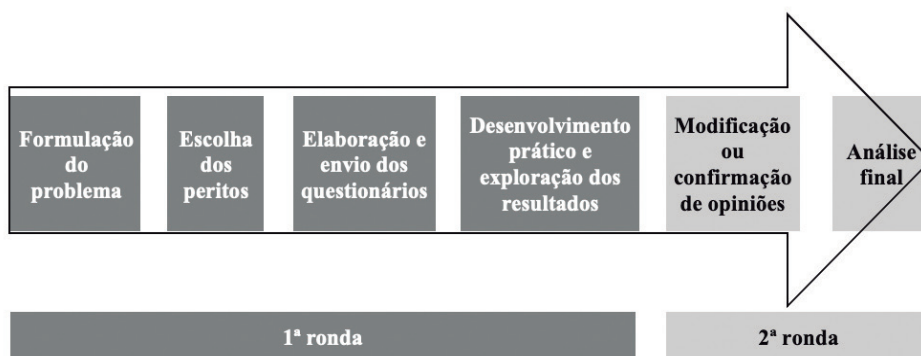 Formulação
do
problema
Escolha
dos
peritos
Elaboração e
envio dos
questionários
Desenvolvimento
prático e
exploração dos
resultados
Modificação
ou
confirmação
de opiniões
Análise
final
1ª ronda
2ª ronda